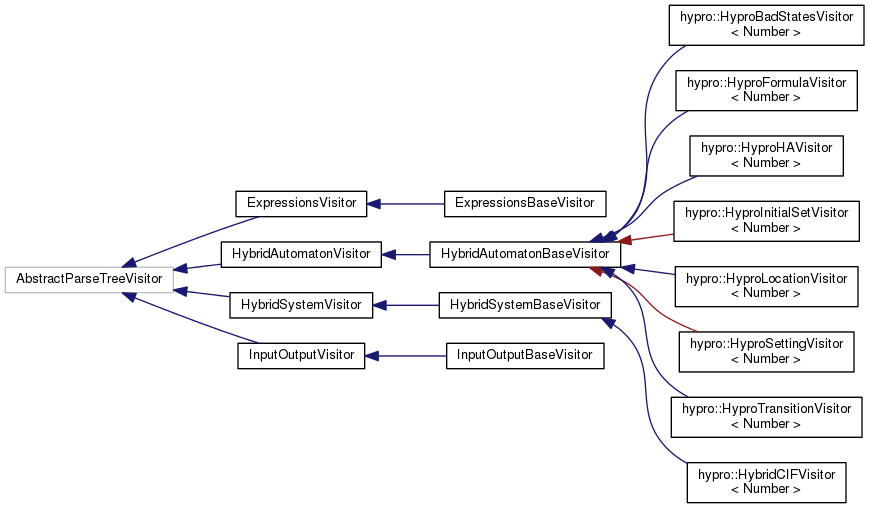 AbstractParseTreeVisitor
ExpressionsVisitor
HybridAutomatonVisitor
HybridSystemVisitor
InputOutputVisitor
ExpressionsBaseVisitor
HybridAutomatonBaseVisitor
HybridSystemBaseVisitor
InputOutputBaseVisitor
hypro::HyproBadStatesVisitor
< Number >
hypro::HyproFormulaVisitor
< Number >
hypro::HyproHAVisitor
< Number >
hypro::HyproInitialSetVisitor
< Number >
hypro::HyproLocationVisitor
< Number >
hypro::HyproSettingVisitor
< Number >
hypro::HyproTransitionVisitor
< Number >
hypro::HybridCIFVisitor
< Number >